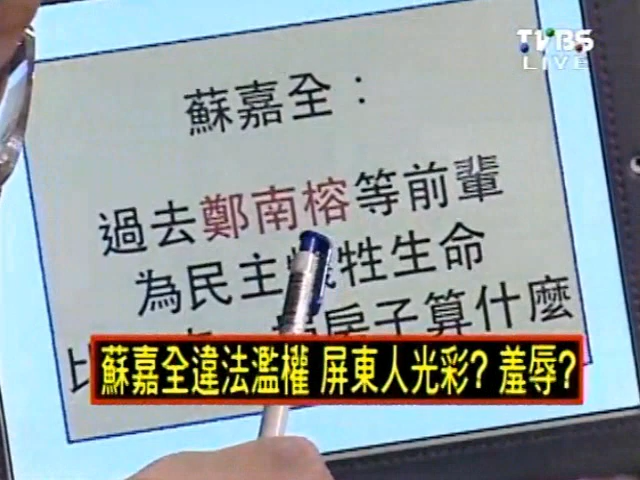 TVBS
LIVE
蘇嘉全：
過去鄭南榕等前輩
為民主犧牲生命
房子算什麼
蘇嘉全違法濫權 屏東人光彩? 羞辱?